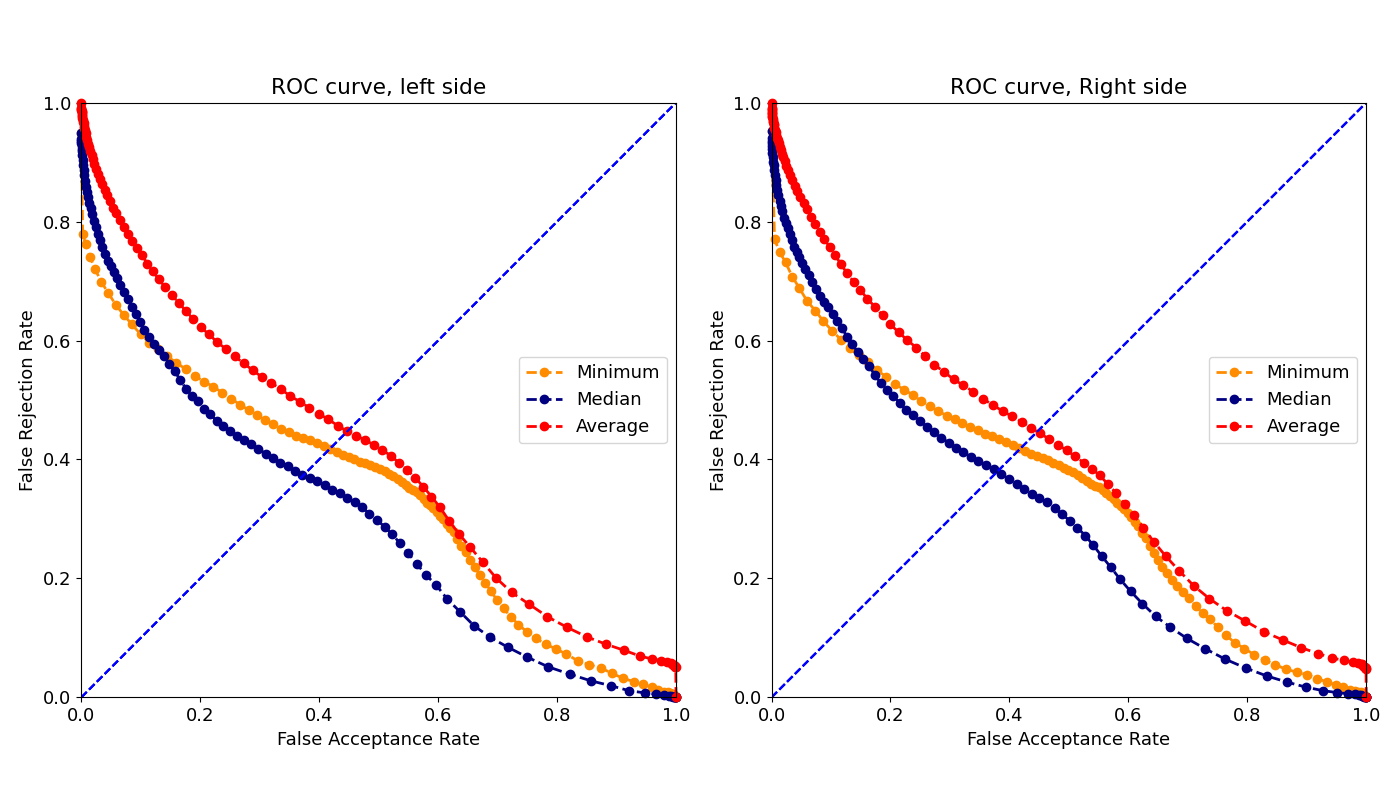 ROC curve, left side
1.0
0.8
0.6
0.4
0.2
0.0
False Rejection Rate
Minimum
Median
Average
0.0 0.2 0.4 0.6 0.8 1.0
False Acceptance Rate
ROC curve, Right side
1.0
0.8
0.6
0.4
0.2
0.0
False Rejection Rate
Minimum
Median
Average
0.0 0.2 0.4 0.6 0.8 1.0
False Acceptance Rate